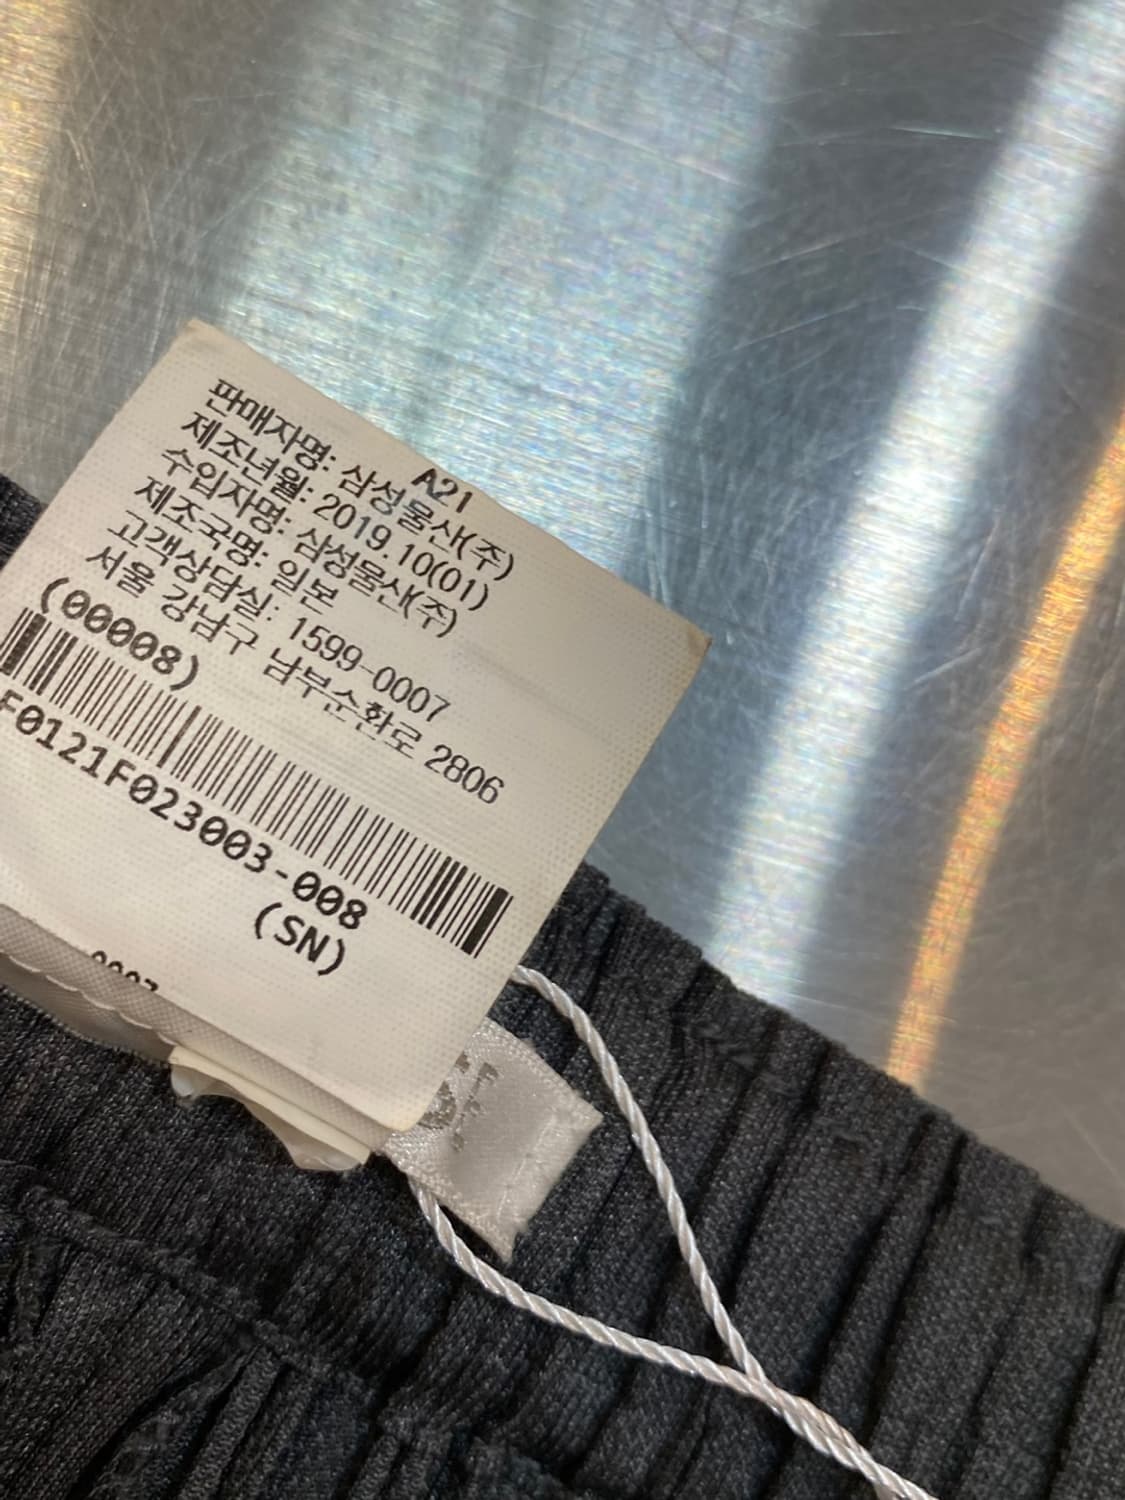 A21
판매자명: 삼성물산(주)
제조년월: 2019.10(01)
수입자명: 삼성물산(주)
제조국명: 일본
고객상담실: 1599-0007
서울 강남구 남부순환로 2806
(00008)
F0121F023003-008
(SN)